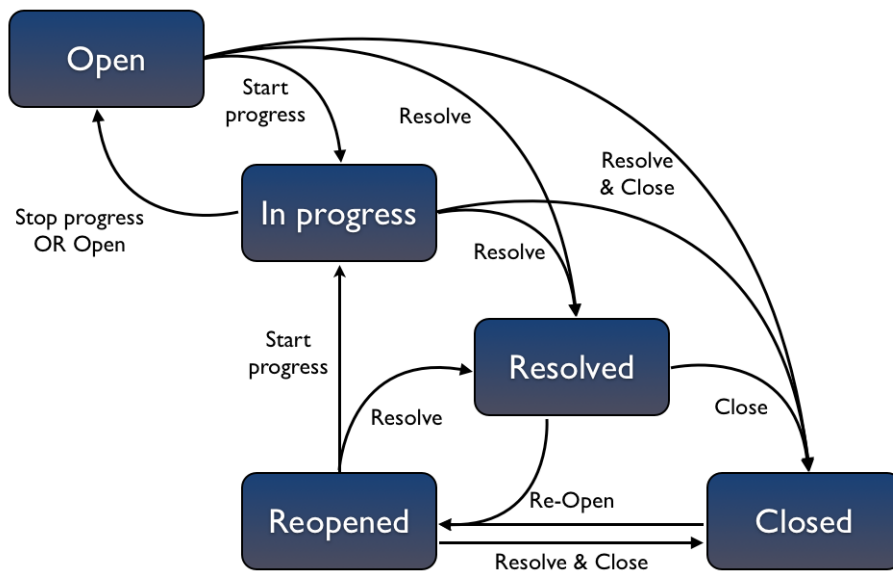 Open
Start
progress
Resolve
Resolve
& Close
Stop progress
OR Open
In progress
Resolve
Start
progress
Resolved
Resolve
Close
Reopened
Re-Open
Closed
Resolve & Close